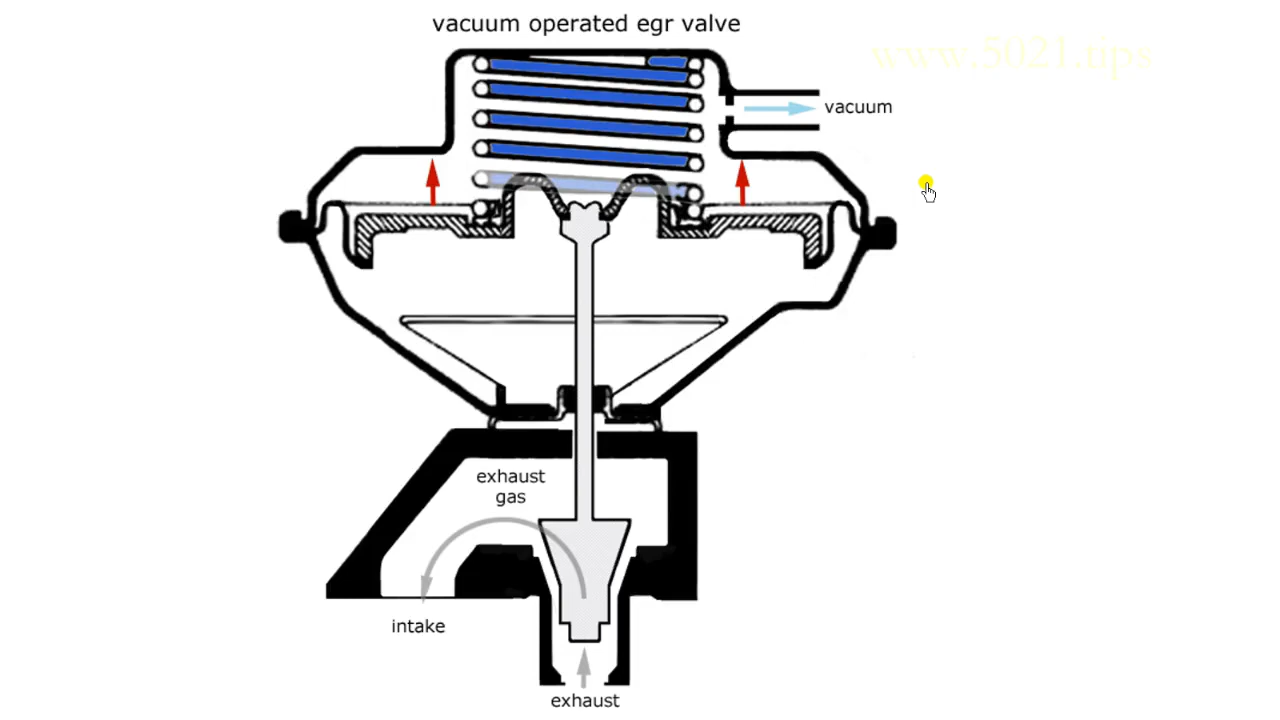 vacuum operated egr valve
www.5021.tips
vacuum
exhaust
gas
intake
exhaust